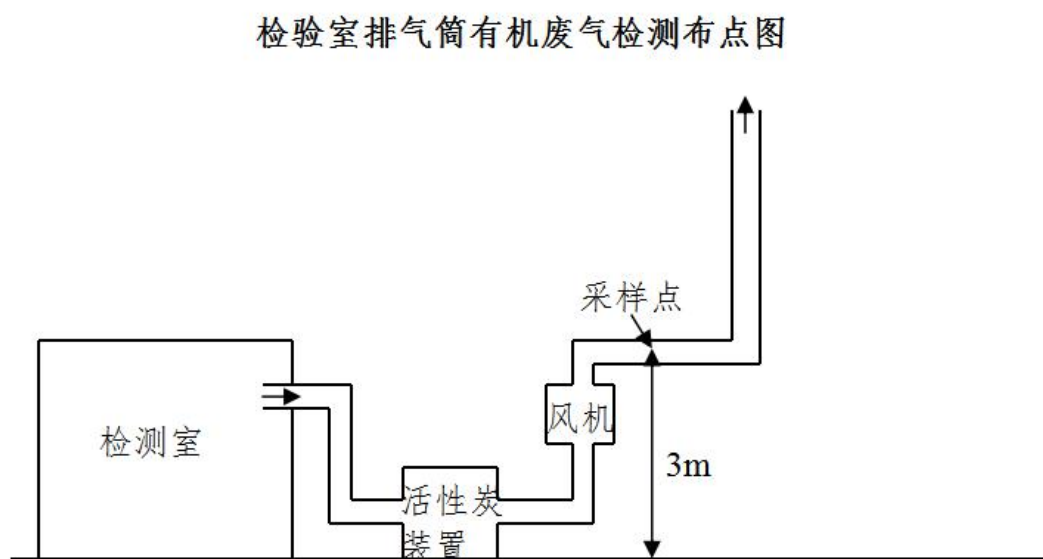 检验室排气筒有机废气检测布点图
采样点
风机
检测室
3m
活性炭
装置